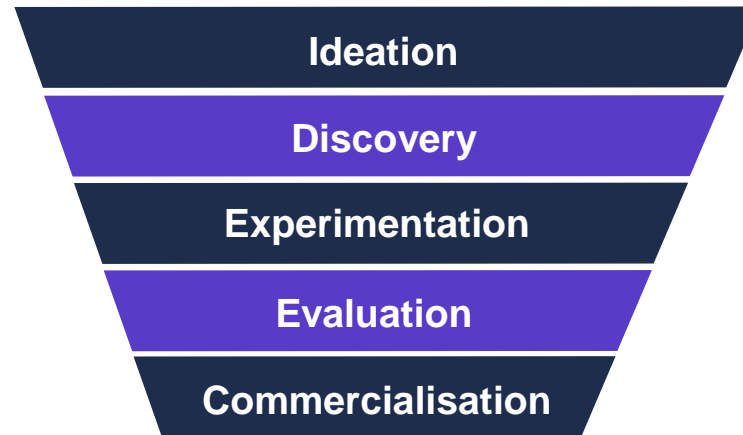 Ideation
Discovery
Experimentation
Evaluation
Commercialisation